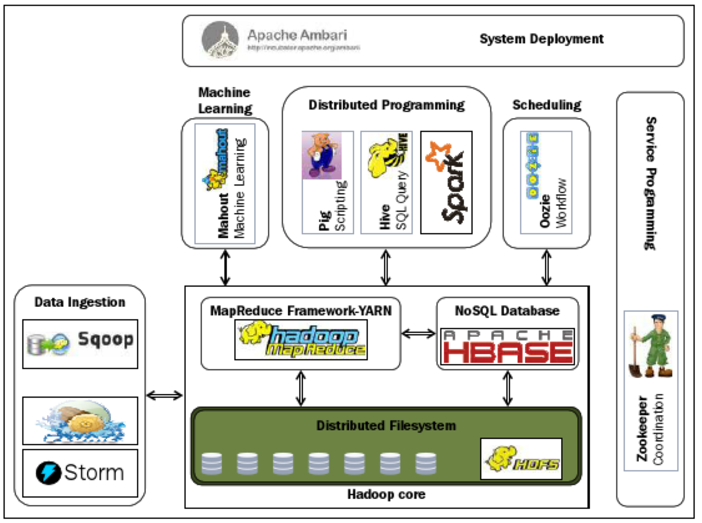 Apache Ambari
http://incubator.apache.org/ambari
System Deployment
Machine
Learning
Distributed Programming
Scheduling
mahout
Mahout
Machine Learning
Pig
Scripting
HIVE
Hive
SQL Query
Spark
OOZIE
Oozie
Workflow
Service Programming
Data Ingestion
Sqoop
Storm
MapReduce Framework-YARN
hadoop
Map Reduce
NoSQL Database
APACHE
HBASE
Distributed Filesystem
HDFS
Hadoop core
Zookeeper
Coordination